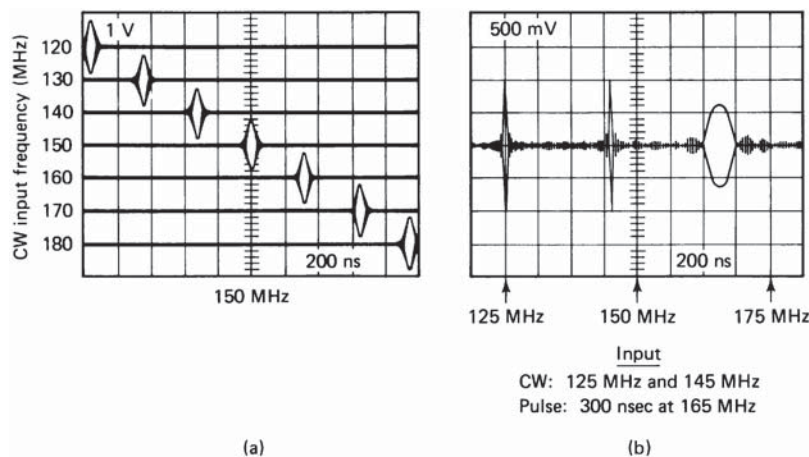 CW input frequency (MHz)
1 V
120
130
140
150
160
170
180
200 ns
150 MHz
(a)
500 mV
200 ns
125 MHz
150 MHz
175 MHz
Input
CW: 125 MHz and 145 MHz
Pulse: 300 nsec at 165 MHz
(b)